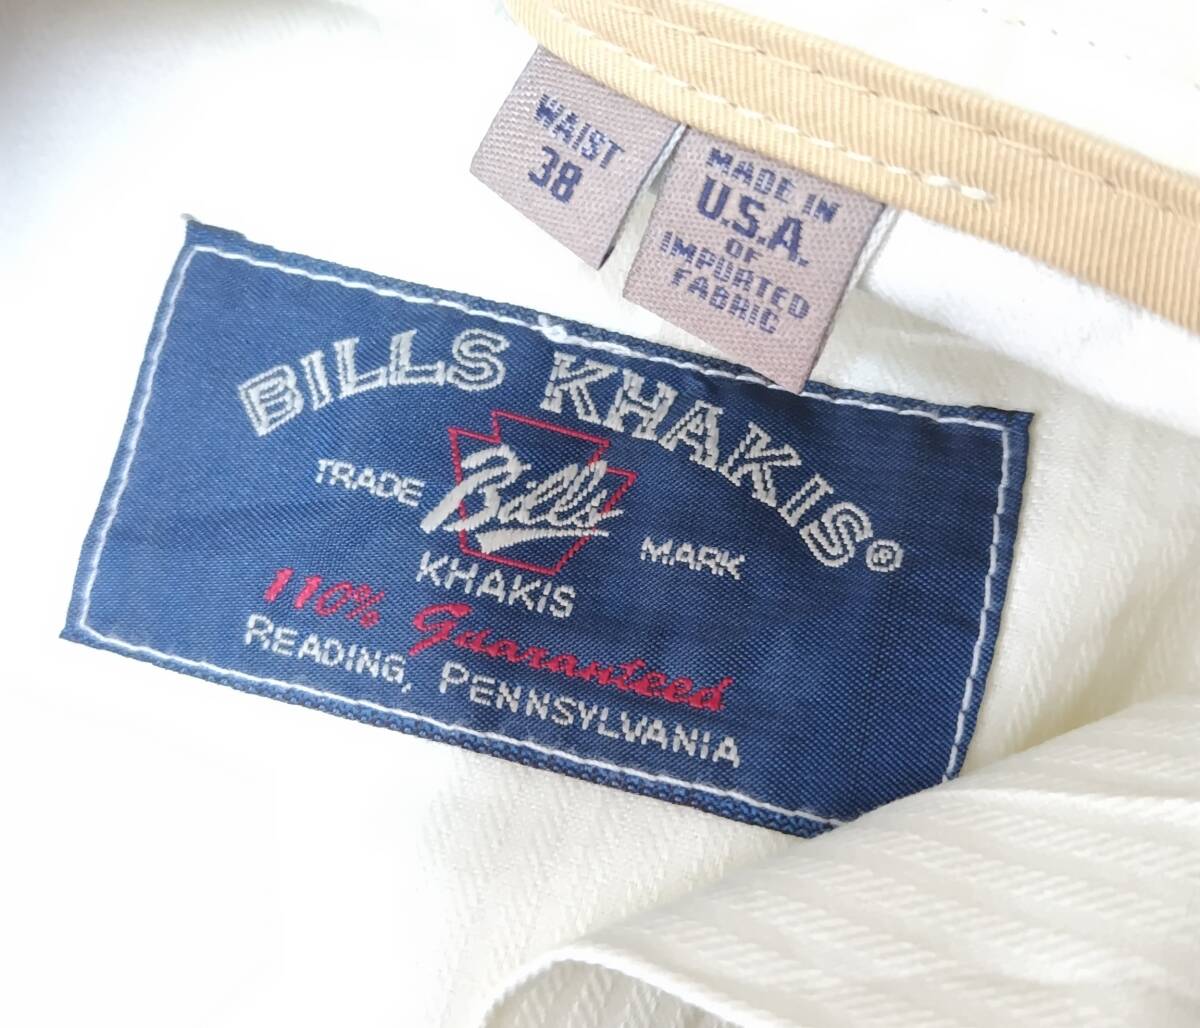 WAIST
38
MADE IN
U.S.A.
OF
IMPORTED
FABRIC
BILLS KHAKIS®
TRADE Bills MARK
KHAKIS
110% Guaranteed
READING, PENNSYLVANIA